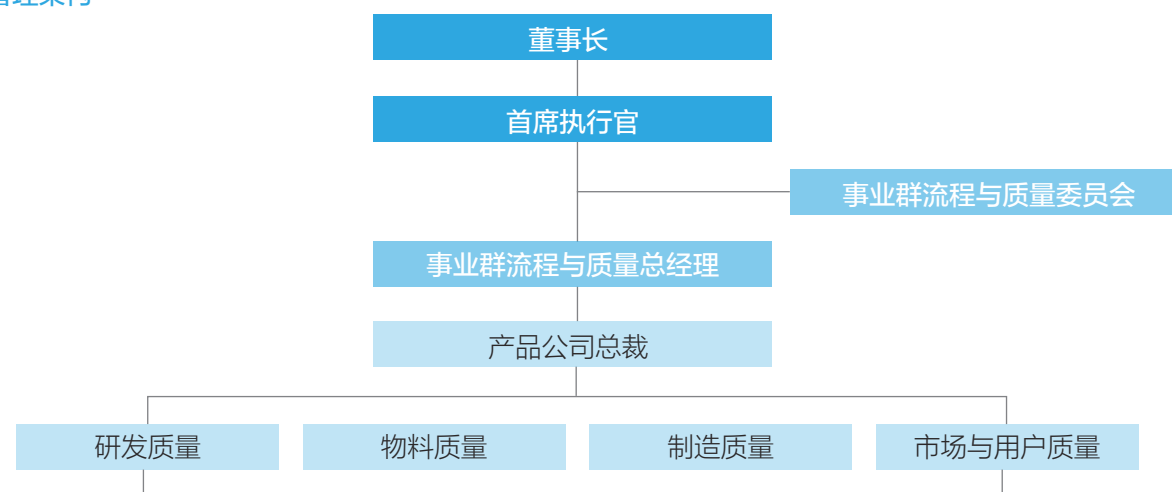 董事长
首席执行官
事业群流程与质量委员会
事业群流程与质量总经理
产品公司总裁
研发质量
物料质量
制造质量
市场与用户质量